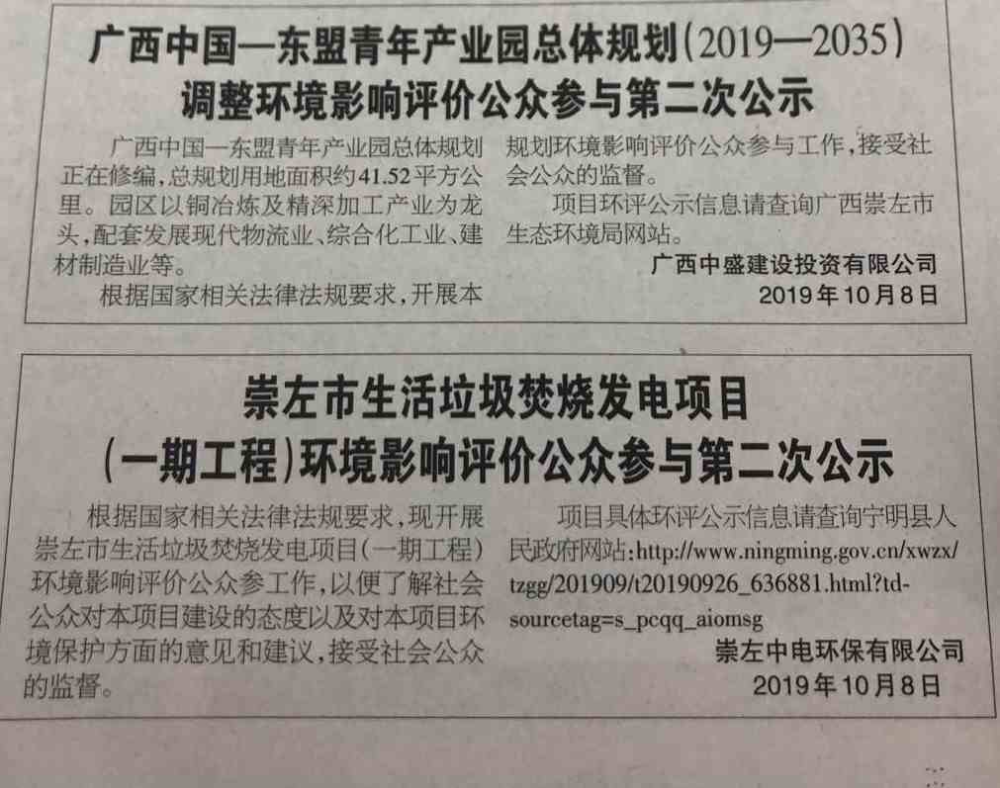 广西中国—东盟青年产业园总体规划(2019—2035)
调整环境影响评价公众参与第二次公示
广西中国—东盟青年产业园总体规划
正在修编,总规划用地面积约41.52平方公
里。园区以铜冶炼及精深加工产业为龙
头,配套发展现代物流业、综合化工业、建
材制造业等。
根据国家相关法律法规要求,开展本
规划环境影响评价公众参与工作,接受社
会公众的监督。
项目环评公示信息请查询广西崇左市
生态环境局网站。
广西中盛建设投资有限公司
2019年10月8日
崇左市生活垃圾焚烧发电项目
(一期工程)环境影响评价公众参与第二次公示
根据国家相关法律法规要求,现开展
崇左市生活垃圾焚烧发电项目(一期工程)
环境影响评价公众参工作,以便了解社会
公众对本项目建设的态度以及对本项目环
境保护方面的意见和建议,接受社会公众
的监督。
项目具体环评公示信息请查询宁明县人
民政府网站:http://www.ningming.gov.cn/xwzx/
tzgg/201909/t20190926_636881.html?td-
sourcetag=s_pcqq_aiomsg
崇左中电环保有限公司
2019年10月8日